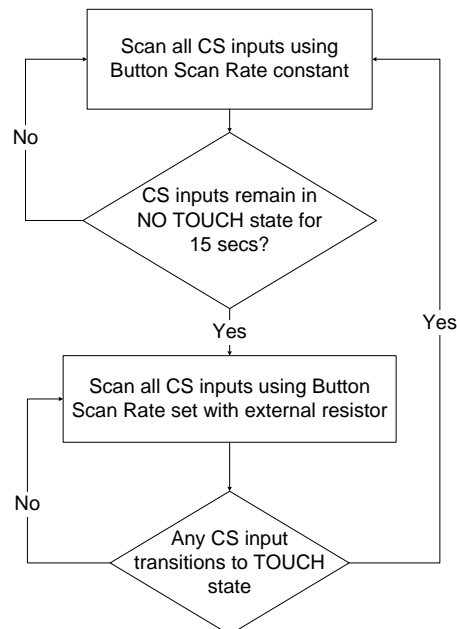 Scan all CS inputs using
Button Scan Rate constant
No
CS inputs remain in
NO TOUCH state for
15 secs?
Yes
Yes
Scan all CS inputs using Button
Scan Rate set with external resistor
No
Any CS input
transitions to TOUCH
state